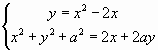 y = x² − 2x
x² + y² + a² = 2x + 2ay